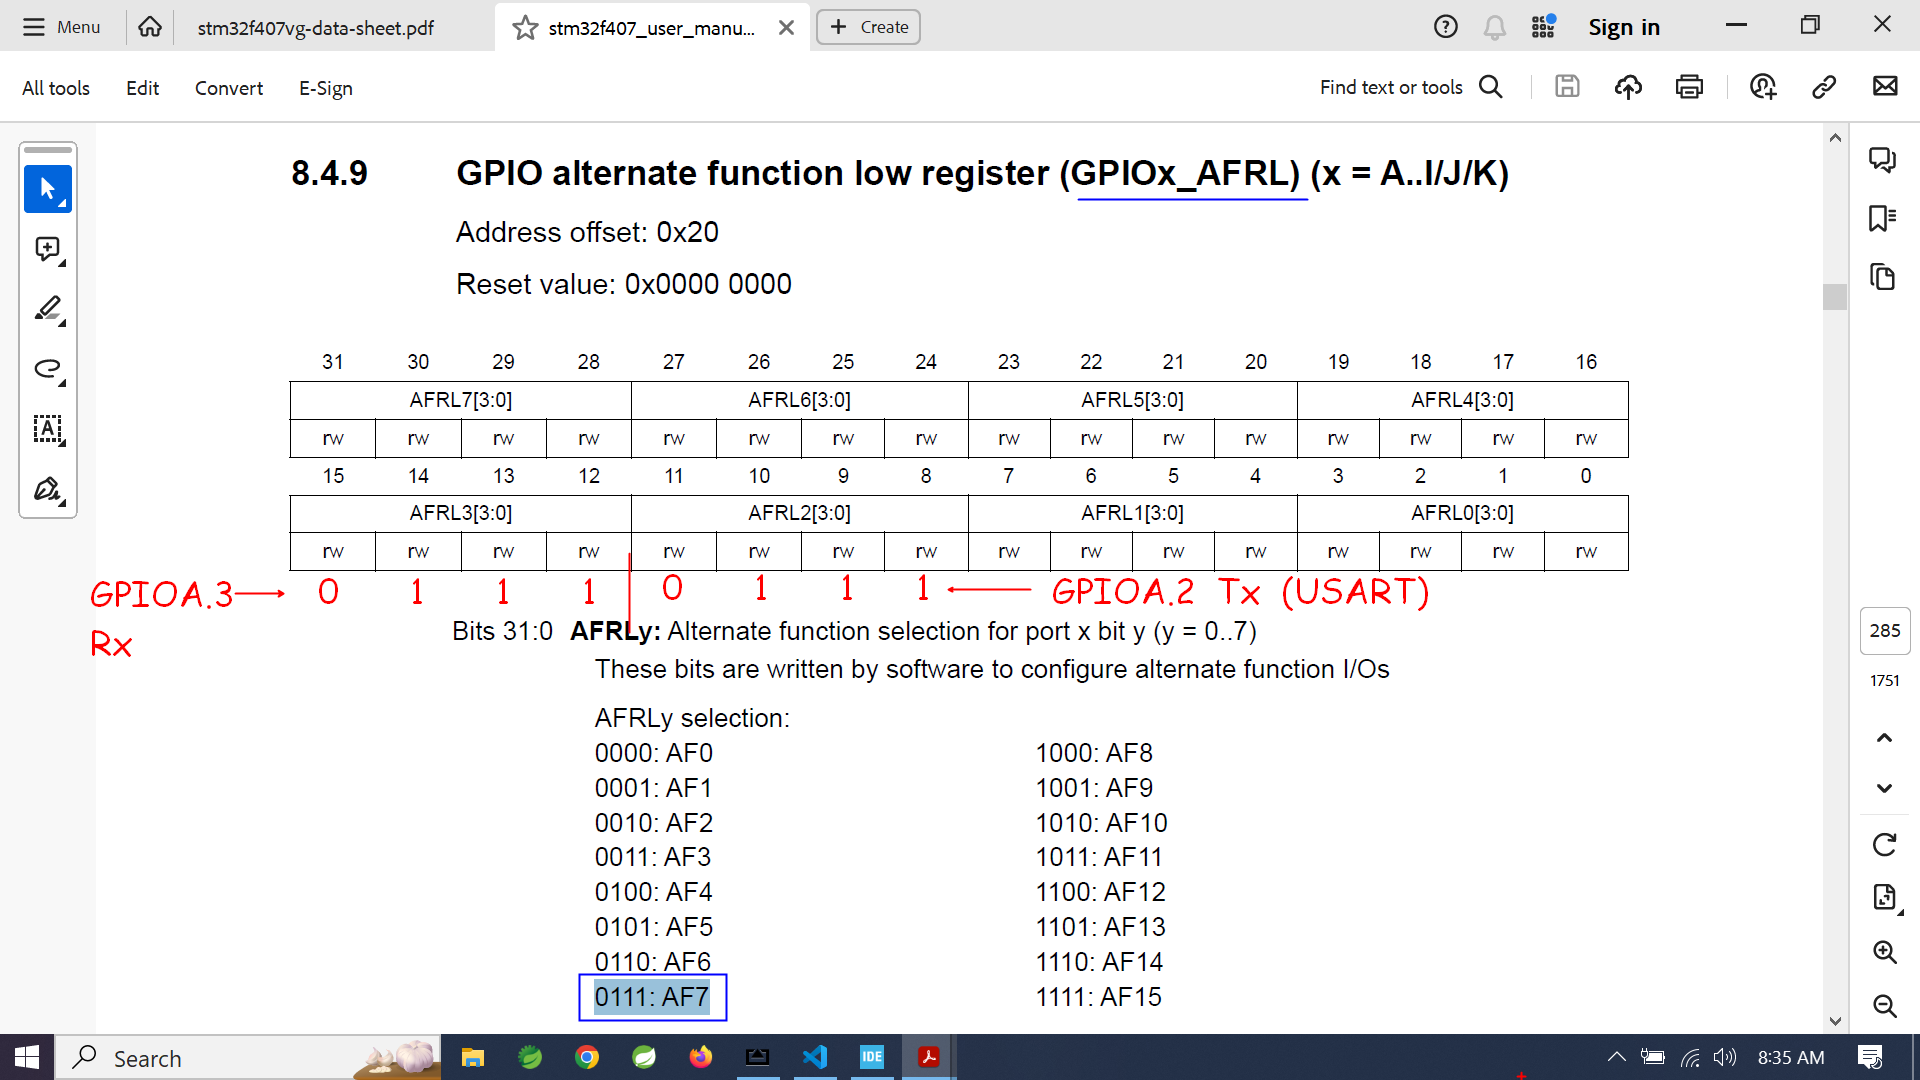 Menu
stm32f407vg-data-sheet.pdf
stm32f407_user_manu...
Create
Sign in
All tools
Edit
Convert
E-Sign
Find text or tools
8.4.9 GPIO alternate function low register (GPIOx_AFRL) (x = A..I/J/K)
Address offset: 0x20
Reset value: 0x0000 0000
31 30 29 28 27 26 25 24 23 22 21 20 19 18 17 16
AFRL7[3:0] AFRL6[3:0] AFRL5[3:0] AFRL4[3:0]
rw rw rw rw rw rw rw rw rw rw rw rw rw rw rw rw
15 14 13 12 11 10 9 8 7 6 5 4 3 2 1 0
AFRL3[3:0] AFRL2[3:0] AFRL1[3:0] AFRL0[3:0]
rw rw rw rw rw rw rw rw rw rw rw rw rw rw rw rw
GPIOA.3 0 1 1 1 0 1 1 1 GPIOA.2 Tx (USART)
Rx
Bits 31:0 AFRLy: Alternate function selection for port x bit y (y = 0..7)
These bits are written by software to configure alternate function I/Os
AFRLy selection:
0000: AF0 1000: AF8
0001: AF1 1001: AF9
0010: AF2 1010: AF10
0011: AF3 1011: AF11
0100: AF4 1100: AF12
0101: AF5 1101: AF13
0110: AF6 1110: AF14
0111: AF7 1111: AF15
285
1751
Search
IDE
8:35 AM